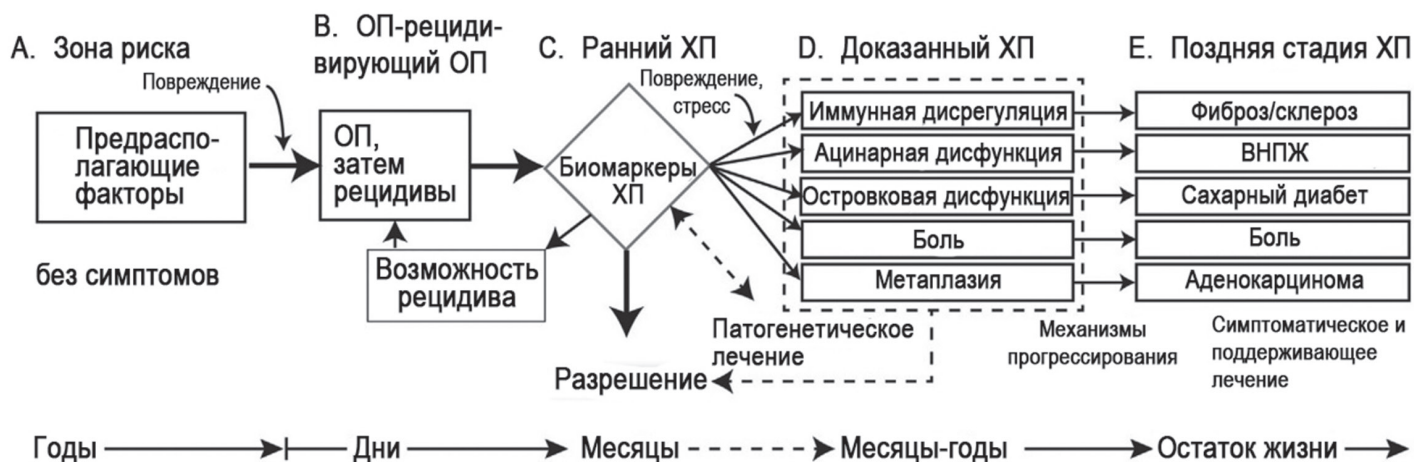 A. Зона риска
B. ОП-рециди-
вирующий ОП
C. Ранний ХП
D. Доказанный ХП
E. Поздняя стадия ХП
Повреждение
Повреждение,
стресс
Предраспо-
лагающие
факторы
ОП,
затем
рецидивы
Биомаркеры
ХП
Иммунная дисрегуляция
Ацинарная дисфункция
Островковая дисфункция
Боль
Метаплазия
Фиброз/склероз
ВНПЖ
Сахарный диабет
Боль
Аденокарцинома
без симптомов
Возможность
рецидива
Патогенетическое
лечение
Разрешение
Механизмы
прогрессирования
Симптоматическое и
поддерживающее
лечение
Годы
Дни
Месяцы
Месяцы-годы
Остаток жизни